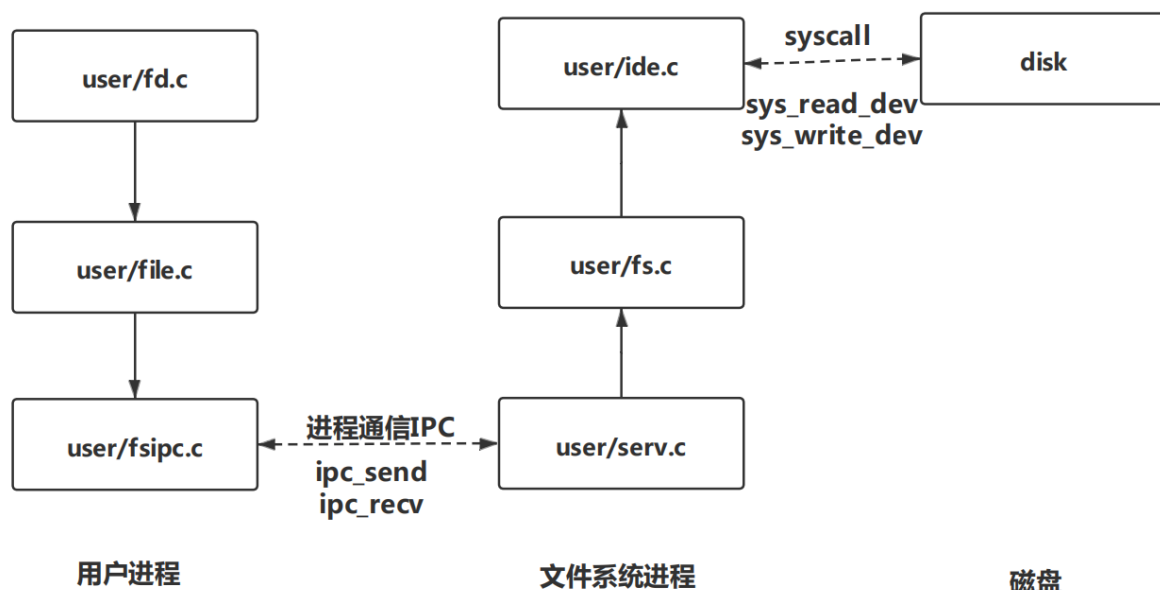 user/fd.c
user/file.c
user/fsipc.c
用户进程
进程通信IPC
ipc_send
ipc_recv
user/ide.c
user/fs.c
user/serv.c
文件系统进程
syscall
sys_read_dev
sys_write_dev
disk
磁盘